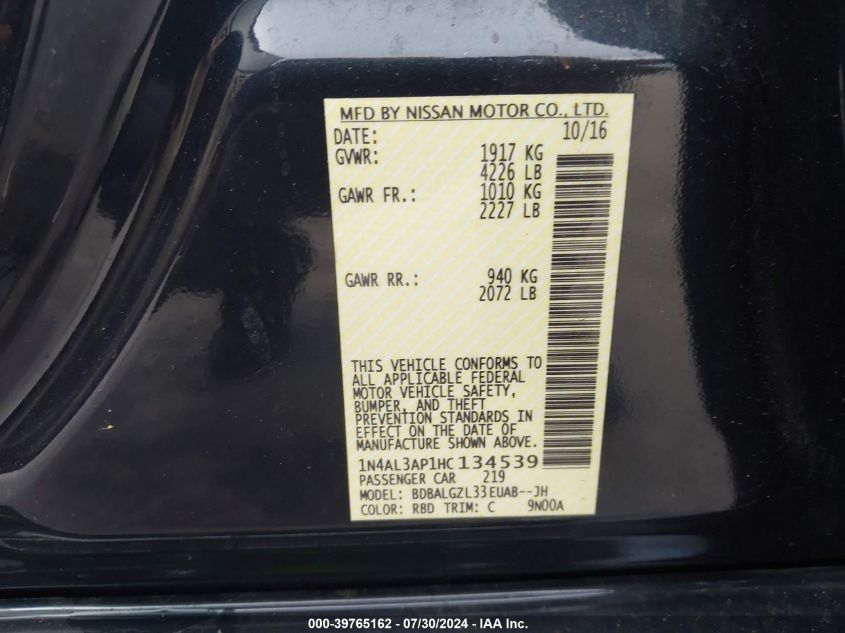 MFD BY NISSAN MOTOR CO., LTD.
DATE: 10/16
GVWR: 1917 KG
4226 LB
GAWR FR.: 1010 KG
2227 LB
GAWR RR.: 940 KG
2072 LB
THIS VEHICLE CONFORMS TO
ALL APPLICABLE FEDERAL
MOTOR VEHICLE SAFETY,
BUMPER, AND THEFT
PREVENTION STANDARDS IN
EFFECT ON THE DATE OF
MANUFACTURE SHOWN ABOVE.
1N4AL3AP1HC134539
PASSENGER CAR 219
MODEL: BDBALGZL33EUAB--JH
COLOR: RBD TRIM: C 9N00A
000-39765162 - 07/30/2024 - IAA Inc.